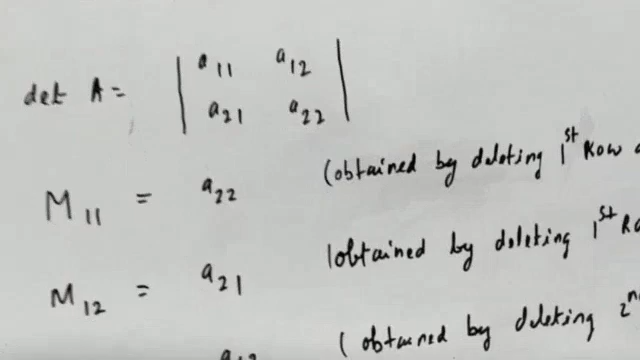 det A = | a11 a12 |
| a21 a22 |
M11 = a22 (obtained by deleting 1st Row
M12 = a21 (obtained by deleting 1st
a12 (obtained by deleting